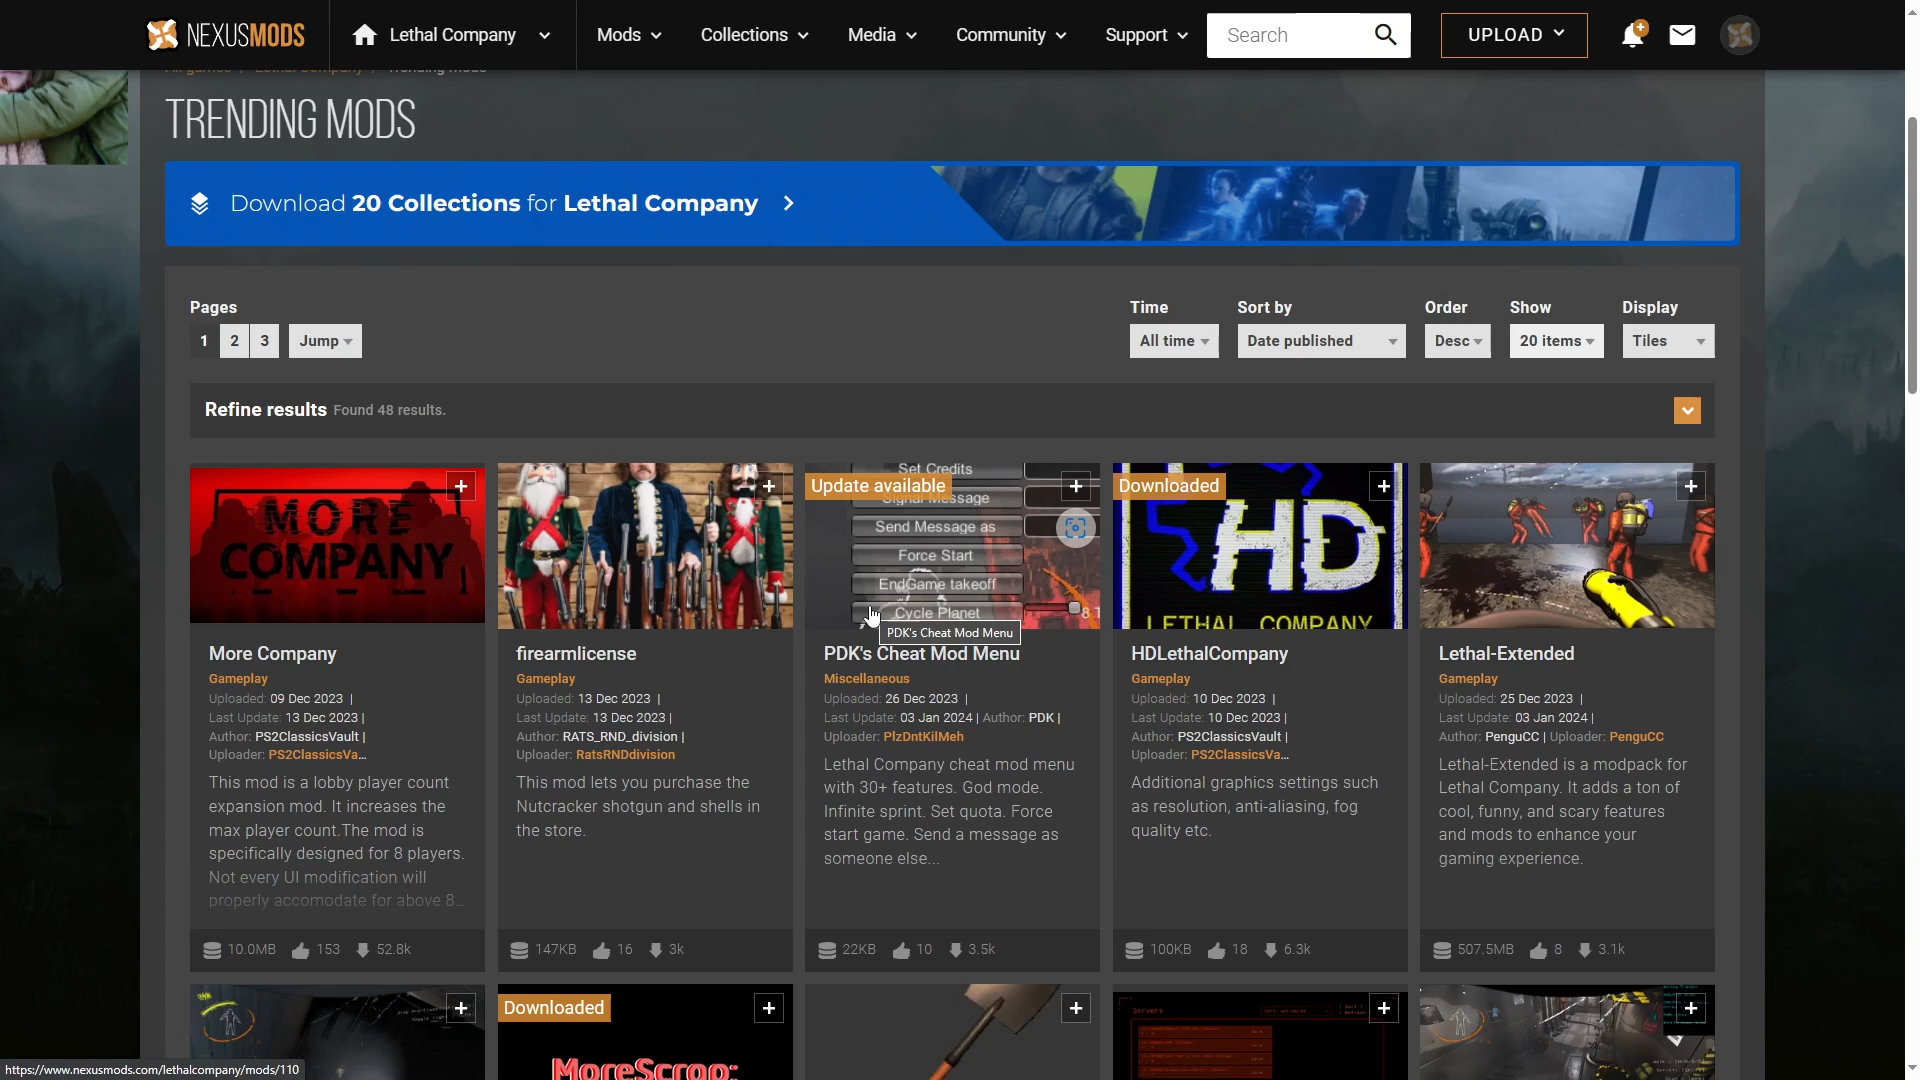 NEXUSMODS
Lethal Company
Mods
Collections
Media
Community
Support
Search
UPLOAD
All games / Lethal Company / Trending Mods
TRENDING MODS
Download 20 Collections for Lethal Company
Pages
1 2 3 Jump
Time
All time
Sort by
Date published
Order
Desc
Show
20 items
Display
Tiles
Refine results Found 48 results.
MORE
COMPANY
More Company
Gameplay
Uploaded: 09 Dec 2023 |
Last Update: 13 Dec 2023 |
Author: PS2ClassicsVault |
Uploader: PS2ClassicsVa...
This mod is a lobby player count
expansion mod. It increases the
max player count.The mod is
specifically designed for 8 players.
Not every UI modification will
properly accomodate for above 8...
10.0MB 153 52.8k
firearmlicense
Gameplay
Uploaded: 13 Dec 2023 |
Last Update: 13 Dec 2023 |
Author: RATS_RND_division |
Uploader: RatsRNDdivision
This mod lets you purchase the
Nutcracker shotgun and shells in
the store.
147KB 16 3k
Set Credits
Update available
Signal Message
Send Message as
Force Start
EndGame takeoff
Cycle Planet
PDK's Cheat Mod Menu
PDK's Cheat Mod Menu
Miscellaneous
Uploaded: 26 Dec 2023 |
Last Update: 03 Jan 2024 | Author: PDK |
Uploader: PlzDntKilMeh
Lethal Company cheat mod menu
with 30+ features. God mode.
Infinite sprint. Set quota. Force
start game. Send a message as
someone else...
22KB 10 3.5k
Downloaded
HD
LETHAL COMPANY
HDLethalCompany
Gameplay
Uploaded: 10 Dec 2023 |
Last Update: 10 Dec 2023 |
Author: PS2ClassicsVault |
Uploader: PS2ClassicsVa...
Additional graphics settings such
as resolution, anti-aliasing, fog
quality etc.
100KB 18 6.3k
Lethal-Extended
Gameplay
Uploaded: 25 Dec 2023 |
Last Update: 03 Jan 2024 |
Author: PenguCC | Uploader: PenguCC
Lethal-Extended is a modpack for
Lethal Company. It adds a ton of
cool, funny, and scary features
and mods to enhance your
gaming experience.
507.5MB 8 3.1k
Downloaded
MoreScrap:
Servers
https://www.nexusmods.com/lethalcompany/mods/110